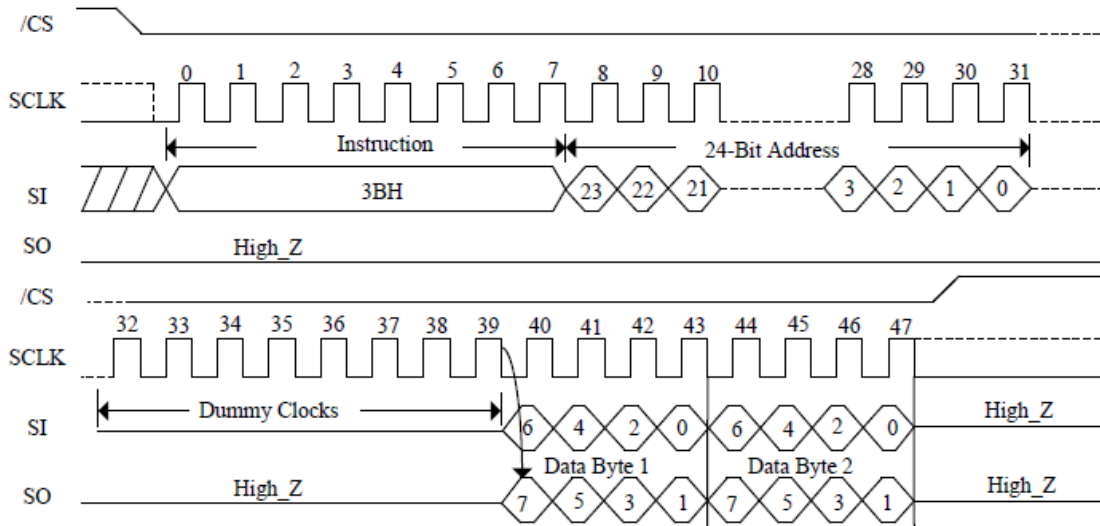 /CS
0 1 2 3 4 5 6 7 8 9 10 28 29 30 31
SCLK
Instruction 24-Bit Address
SI 3BH 23 22 21 3 2 1 0
SO High_Z
/CS
32 33 34 35 36 37 38 39 40 41 42 43 44 45 46 47
SCLK
Dummy Clocks
SI 6 4 2 0 6 4 2 0 High_Z
Data Byte 1 Data Byte 2
SO High_Z 7 5 3 1 7 5 3 1 High_Z